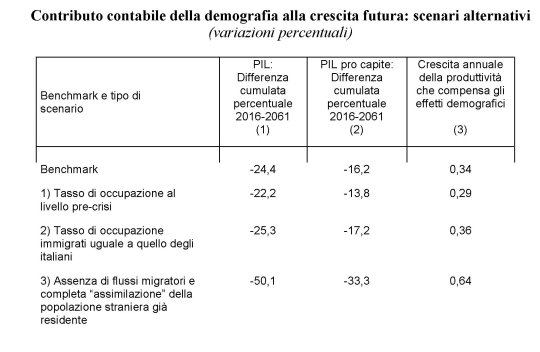 Contributo contabile della demografia alla crescita futura: scenari alternativi
(variazioni percentuali)
Benchmark e tipo di
scenario
PIL:
Differenza
cumulata
percentuale
2016-2061
(1)
PIL pro capite:
Differenza
cumulata
percentuale
2016-2061
(2)
Crescita annuale
della produttività
che compensa gli
effetti demografici
(3)
Benchmark -24,4 -16,2 0,34
1) Tasso di occupazione al -22,2 -13,8 0,29
livello pre-crisi
2) Tasso di occupazione -25,3 -17,2 0,36
immigrati uguale a quello degli
italiani
3) Assenza di flussi migratori e -50,1 -33,3 0,64
completa “assimilazione” della
popolazione straniera già
residente